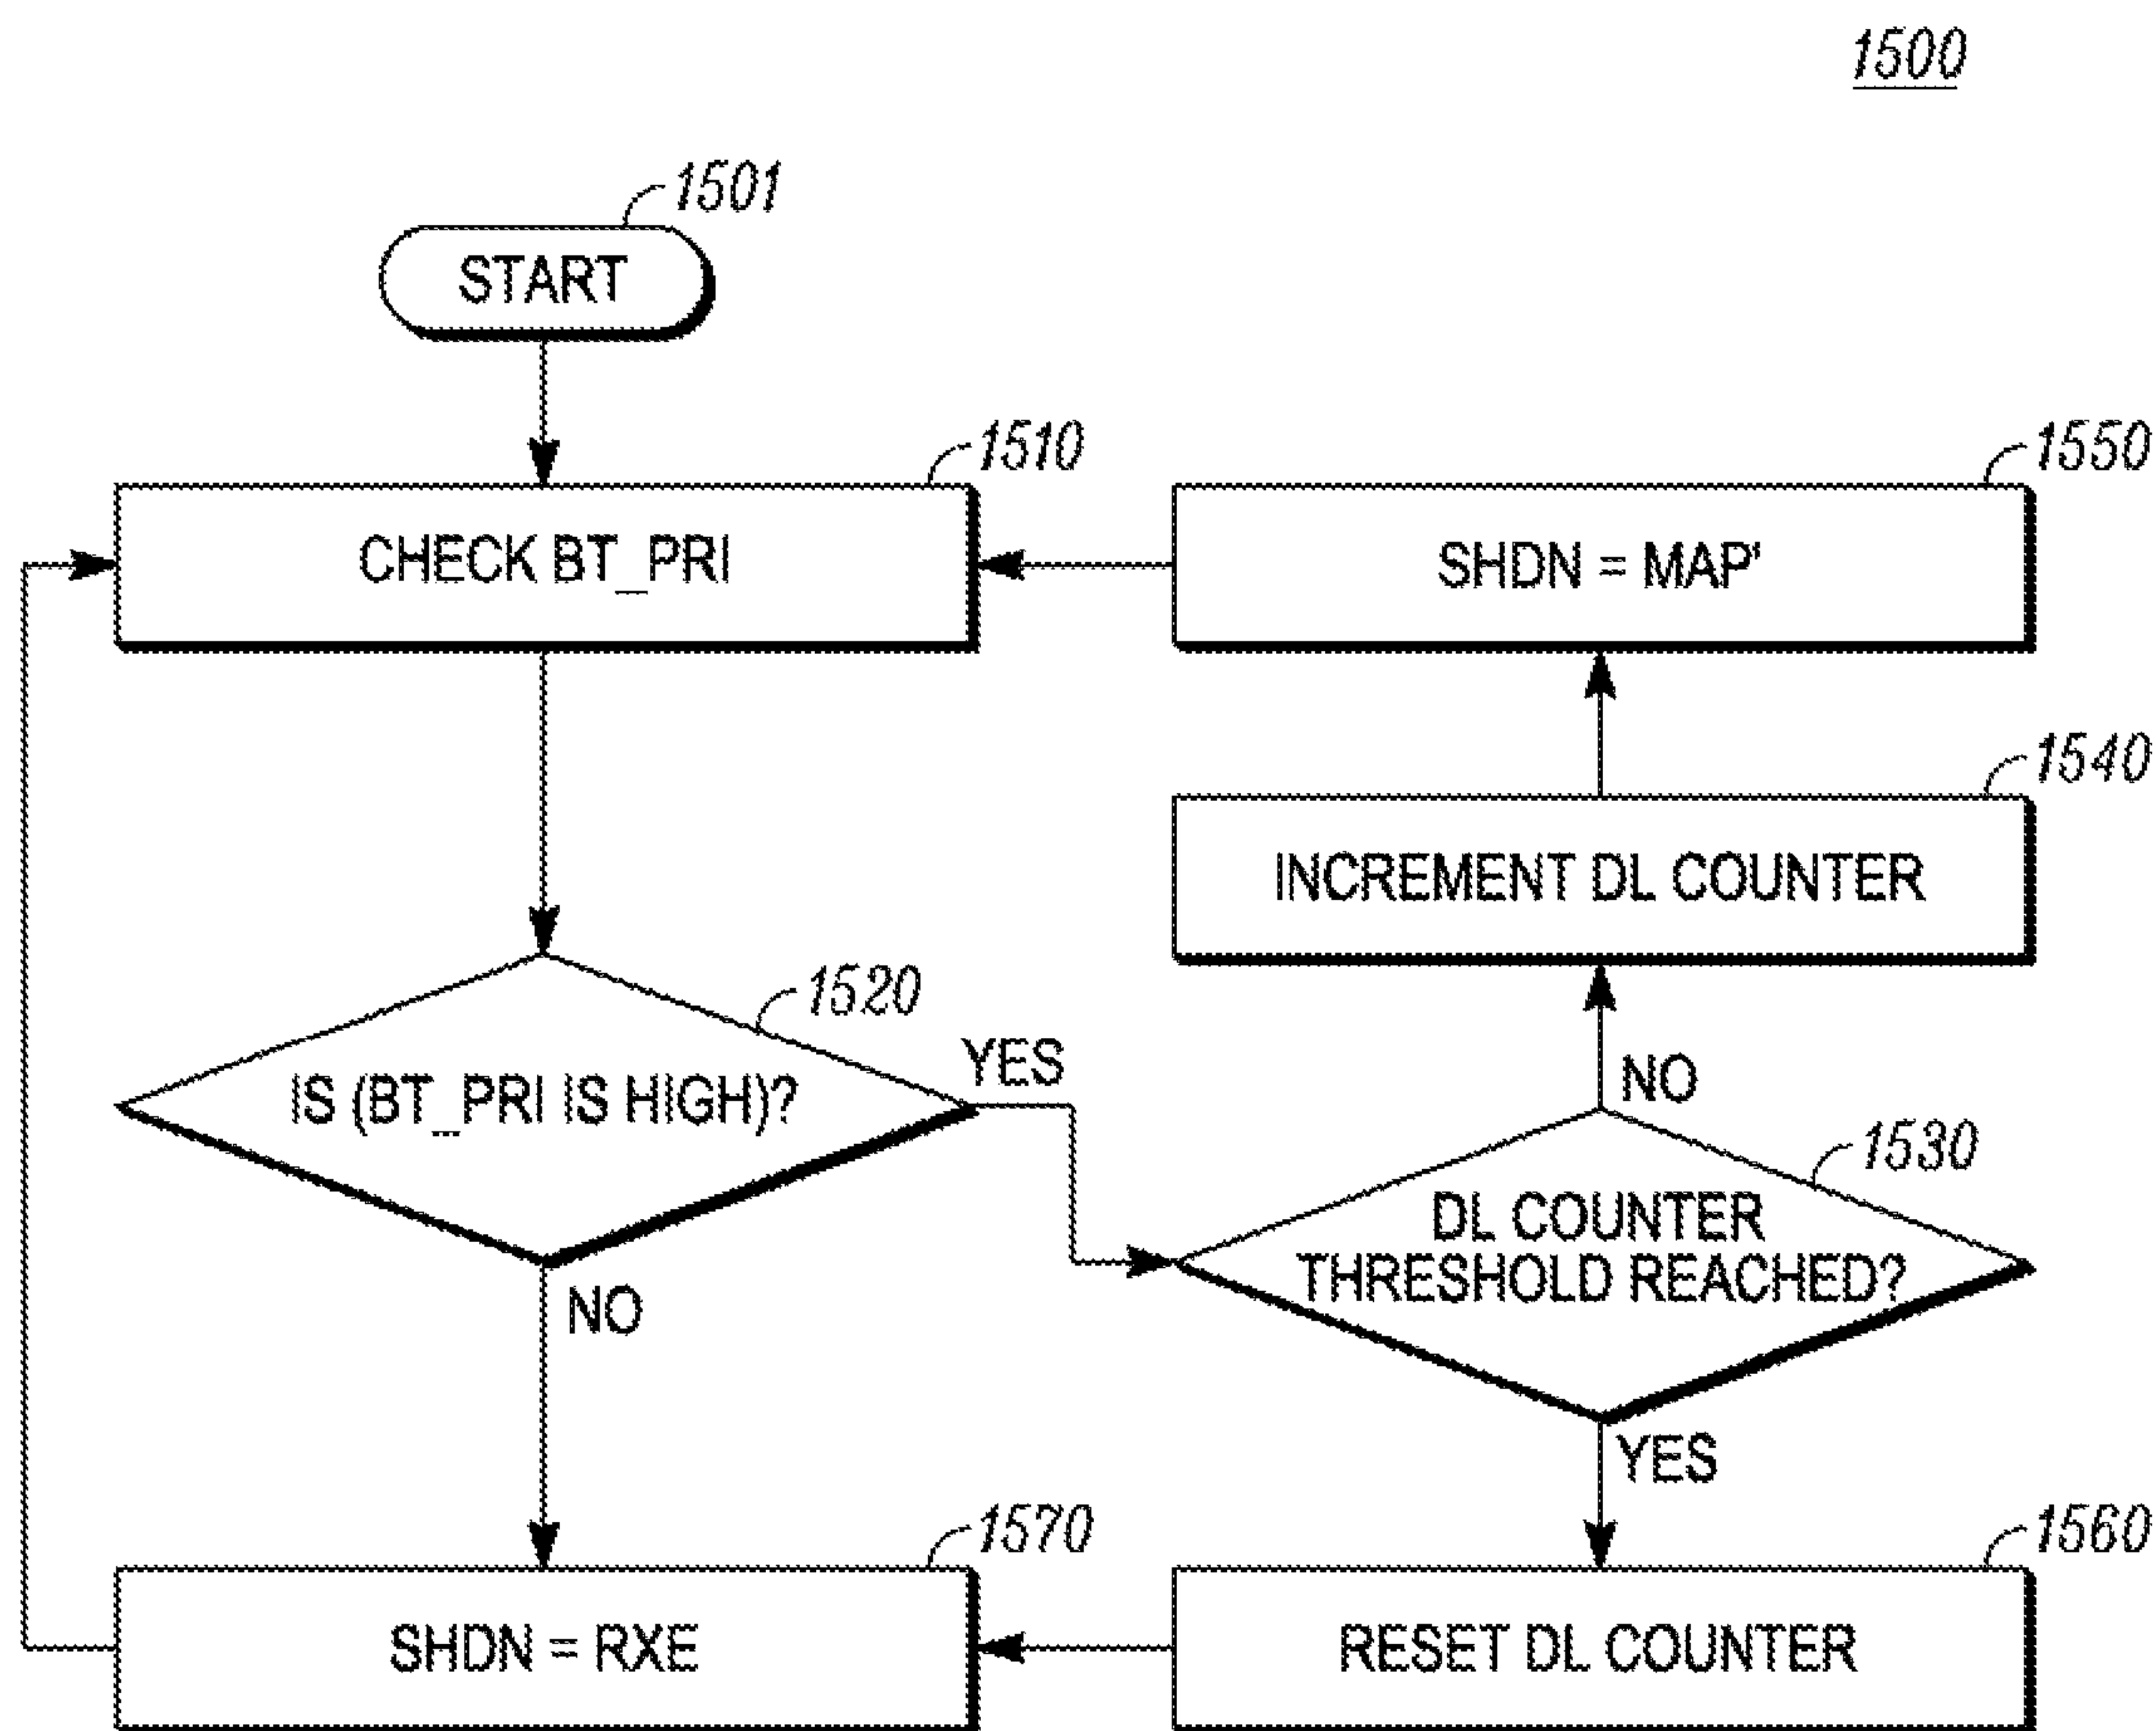 1500
1501
START
1510
CHECK BT_PRI
1550
SHDN = MAP'
1540
INCREMENT DL COUNTER
1520
IS (BT_PRI IS HIGH)?
YES
NO
NO
1530
DL COUNTER
THRESHOLD REACHED?
YES
1570
SHDN = RXE
1560
RESET DL COUNTER